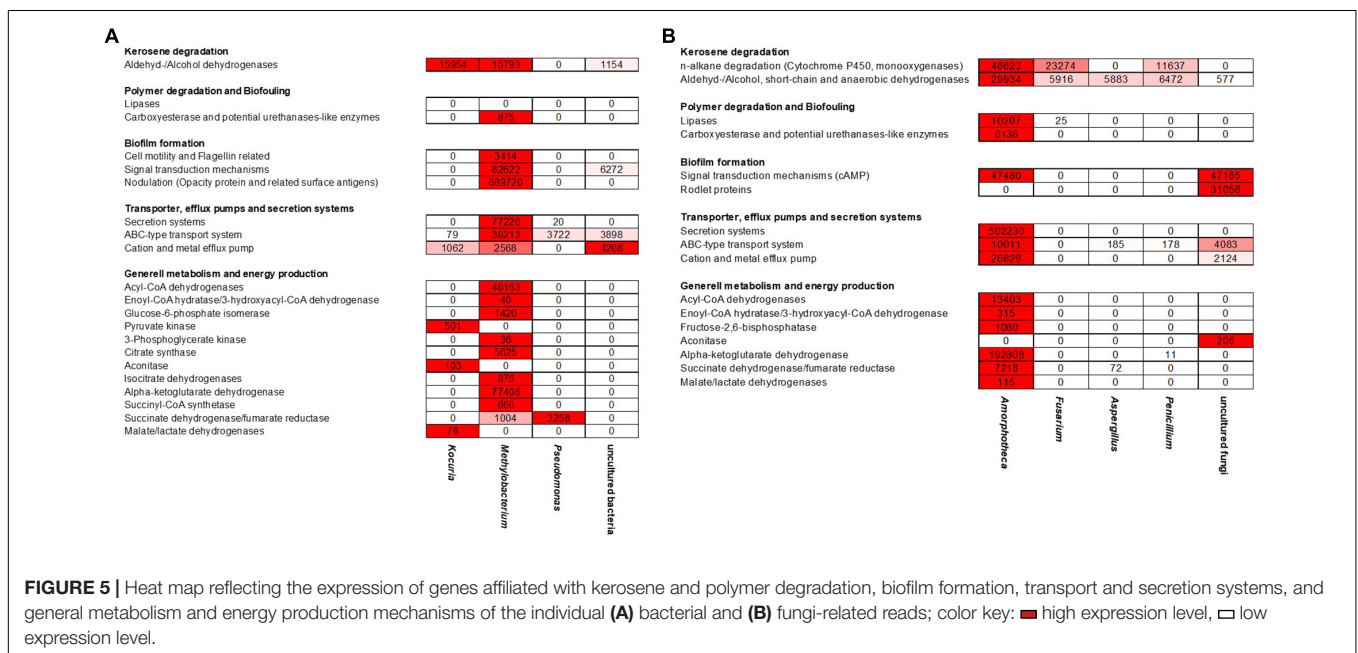 A
Kerosene degradation
Aldehyd-/Alcohol dehydrogenases 15954 15793 0 1154
Polymer degradation and Biofouling
Lipases 0 0 0 0
Carboxyesterase and potential urethanases-like enzymes 0 875 0 0
Biofilm formation
Cell motility and Flagellin related 0 3414 0 0
Signal transduction mechanisms 0 82622 0 6272
Nodulation (Opacity protein and related surface antigens) 0 689720 0 0
Transporter, efflux pumps and secretion systems
Secretion systems 0 77226 20 0
ABC-type transport system 79 30213 3722 3898
Cation and metal efflux pump 1062 2568 0 4208
Generell metabolism and energy production
Acyl-CoA dehydrogenases 0 46163 0 0
Enoyl-CoA hydratase/3-hydroxyacyl-CoA dehydrogenase 0 40 0 0
Glucose-6-phosphate isomerase 0 1420 0 0
Pyruvate kinase 501 0 0 0
3-Phosphoglycerate kinase 0 36 0 0
Citrate synthase 0 5625 0 0
Aconitase 103 0 0 0
Isocitrate dehydrogenases 0 876 0 0
Alpha-ketoglutarate dehydrogenase 0 77406 0 0
Succinyl-CoA synthetase 0 660 0 0
Succinate dehydrogenase/fumarate reductase 0 1004 3258 0
Malate/lactate dehydrogenases 78 0 0 0
Kocuria
Methylobacterium
Pseudomonas
uncultured bacteria
B
Kerosene degradation
n-alkane degradation (Cytochrome P450, monooxygenases) 46623 23274 0 11637 0
Aldehyd-/Alcohol, short-chain and anaerobic dehydrogenases 29934 5916 5883 6472 577
Polymer degradation and Biofouling
Lipases 10207 25 0 0 0
Carboxyesterase and potential urethanases-like enzymes 6136 0 0 0 0
Biofilm formation
Signal transduction mechanisms (cAMP) 47480 0 0 0 47165
Rodlet proteins 0 0 0 0 31056
Transporter, efflux pumps and secretion systems
Secretion systems 502230 0 0 0 0
ABC-type transport system 10011 0 185 178 4083
Cation and metal efflux pump 26829 0 0 0 2124
Generell metabolism and energy production
Acyl-CoA dehydrogenases 13403 0 0 0 0
Enoyl-CoA hydratase/3-hydroxyacyl-CoA dehydrogenase 315 0 0 0 0
Fructose-2,6-bisphosphatase 1060 0 0 0 0
Aconitase 0 0 0 0 206
Alpha-ketoglutarate dehydrogenase 192808 0 0 11 0
Succinate dehydrogenase/fumarate reductase 7218 0 72 0 0
Malate/lactate dehydrogenases 115 0 0 0 0
Amorphotheca
Fusarium
Aspergillus
Penicillium
uncultured fungi
FIGURE 5 | Heat map reflecting the expression of genes affiliated with kerosene and polymer degradation, biofilm formation, transport and secretion systems, and
general metabolism and energy production mechanisms of the individual (A) bacterial and (B) fungi-related reads; color key: high expression level, low
expression level.